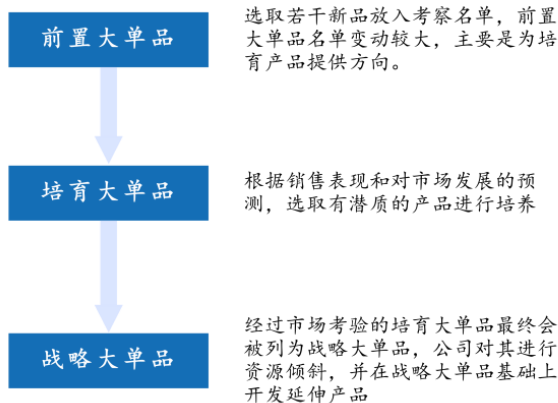 前置大单品
选取若干新品放入考察名单，前置
大单品名单变动较大，主要是为培
育产品提供方向。
培育大单品
根据销售表现和对市场发展的预
测，选取有潜质的产品进行培养
战略大单品
经过市场考验的培育大单品最终会
被列为战略大单品，公司对其进行
资源倾斜，并在战略大单品基础上
开发延伸产品